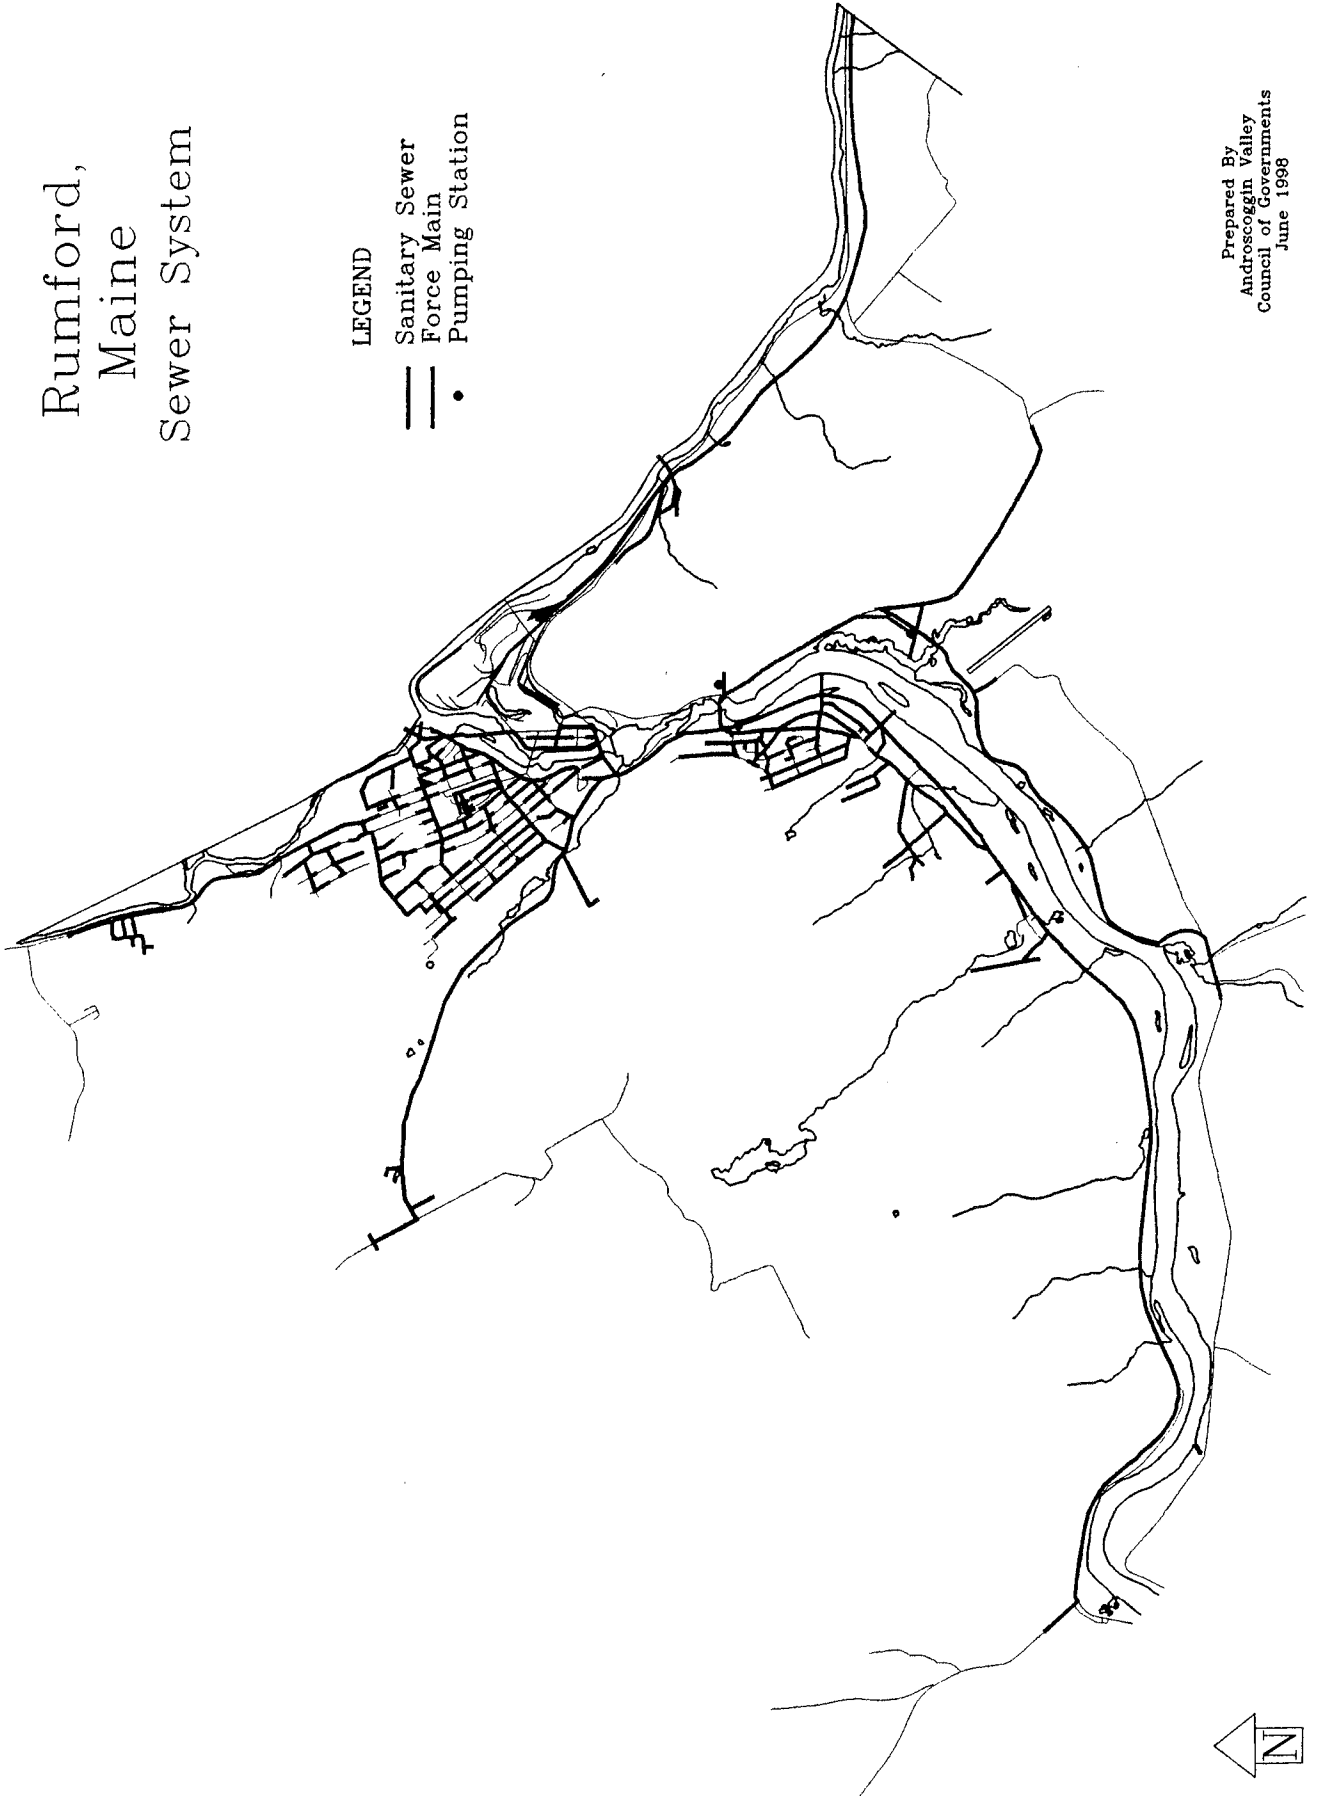 Rumford,
Maine
Sewer System
LEGEND
Sanitary Sewer
Force Main
Pumping Station
Prepared By
Androscoggin Valley
Council of Governments
June 1998
N